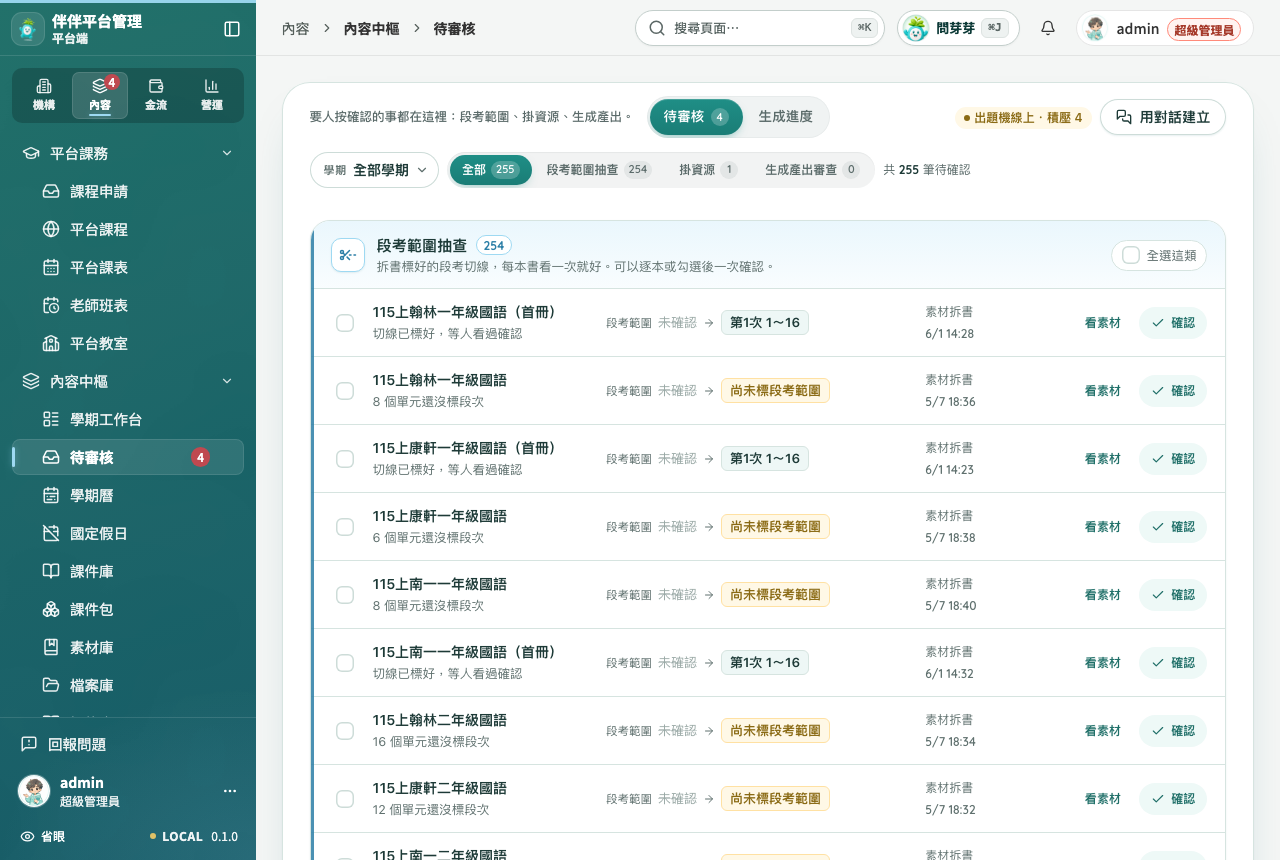 伴伴平台管理
平台端
機構
內容
4
金流
營運
平台課務
課程申請
平台課程
平台課表
老師班表
平台教室
內容中樞
學期工作台
待審核
4
學期曆
國定假日
課件庫
課件包
素材庫
檔案庫
回報問題
admin
超級管理員
省眼
LOCAL 0.1.0
內容 > 內容中樞 > 待審核
搜尋頁面… ⌘K
問芽芽 ⌘J
admin 超級管理員
要人按確認的事都在這裡:段考範圍、掛資源、生成產出。
待審核 4
生成進度
出題機線上 · 積壓 4
用對話建立
學期 全部學期
全部 255
段考範圍抽查 254
掛資源 1
生成產出審查 0
共 255 筆待確認
段考範圍抽查 254
拆書標好的段考切線,每本書看一次就好。可以逐本或勾選後一次確認。
全選這類
115上翰林一年級國語(首冊)
切線已標好,等人看過確認
段考範圍 未確認 → 第1次 1～16
素材拆書
6/1 14:28
看素材 確認
115上翰林一年級國語
8 個單元還沒標段次
段考範圍 未確認 → 尚未標段考範圍
素材拆書
5/7 18:36
看素材 確認
115上康軒一年級國語(首冊)
切線已標好,等人看過確認
段考範圍 未確認 → 第1次 1～16
素材拆書
6/1 14:23
看素材 確認
115上康軒一年級國語
6 個單元還沒標段次
段考範圍 未確認 → 尚未標段考範圍
素材拆書
5/7 18:38
看素材 確認
115上南一一年級國語
8 個單元還沒標段次
段考範圍 未確認 → 尚未標段考範圍
素材拆書
5/7 18:40
看素材 確認
115上南一一年級國語(首冊)
切線已標好,等人看過確認
段考範圍 未確認 → 第1次 1～16
素材拆書
6/1 14:32
看素材 確認
115上翰林二年級國語
16 個單元還沒標段次
段考範圍 未確認 → 尚未標段考範圍
素材拆書
5/7 18:34
看素材 確認
115上康軒二年級國語
12 個單元還沒標段次
段考範圍 未確認 → 尚未標段考範圍
素材拆書
5/7 18:32
看素材 確認
115上南一二年級國語
素材拆書